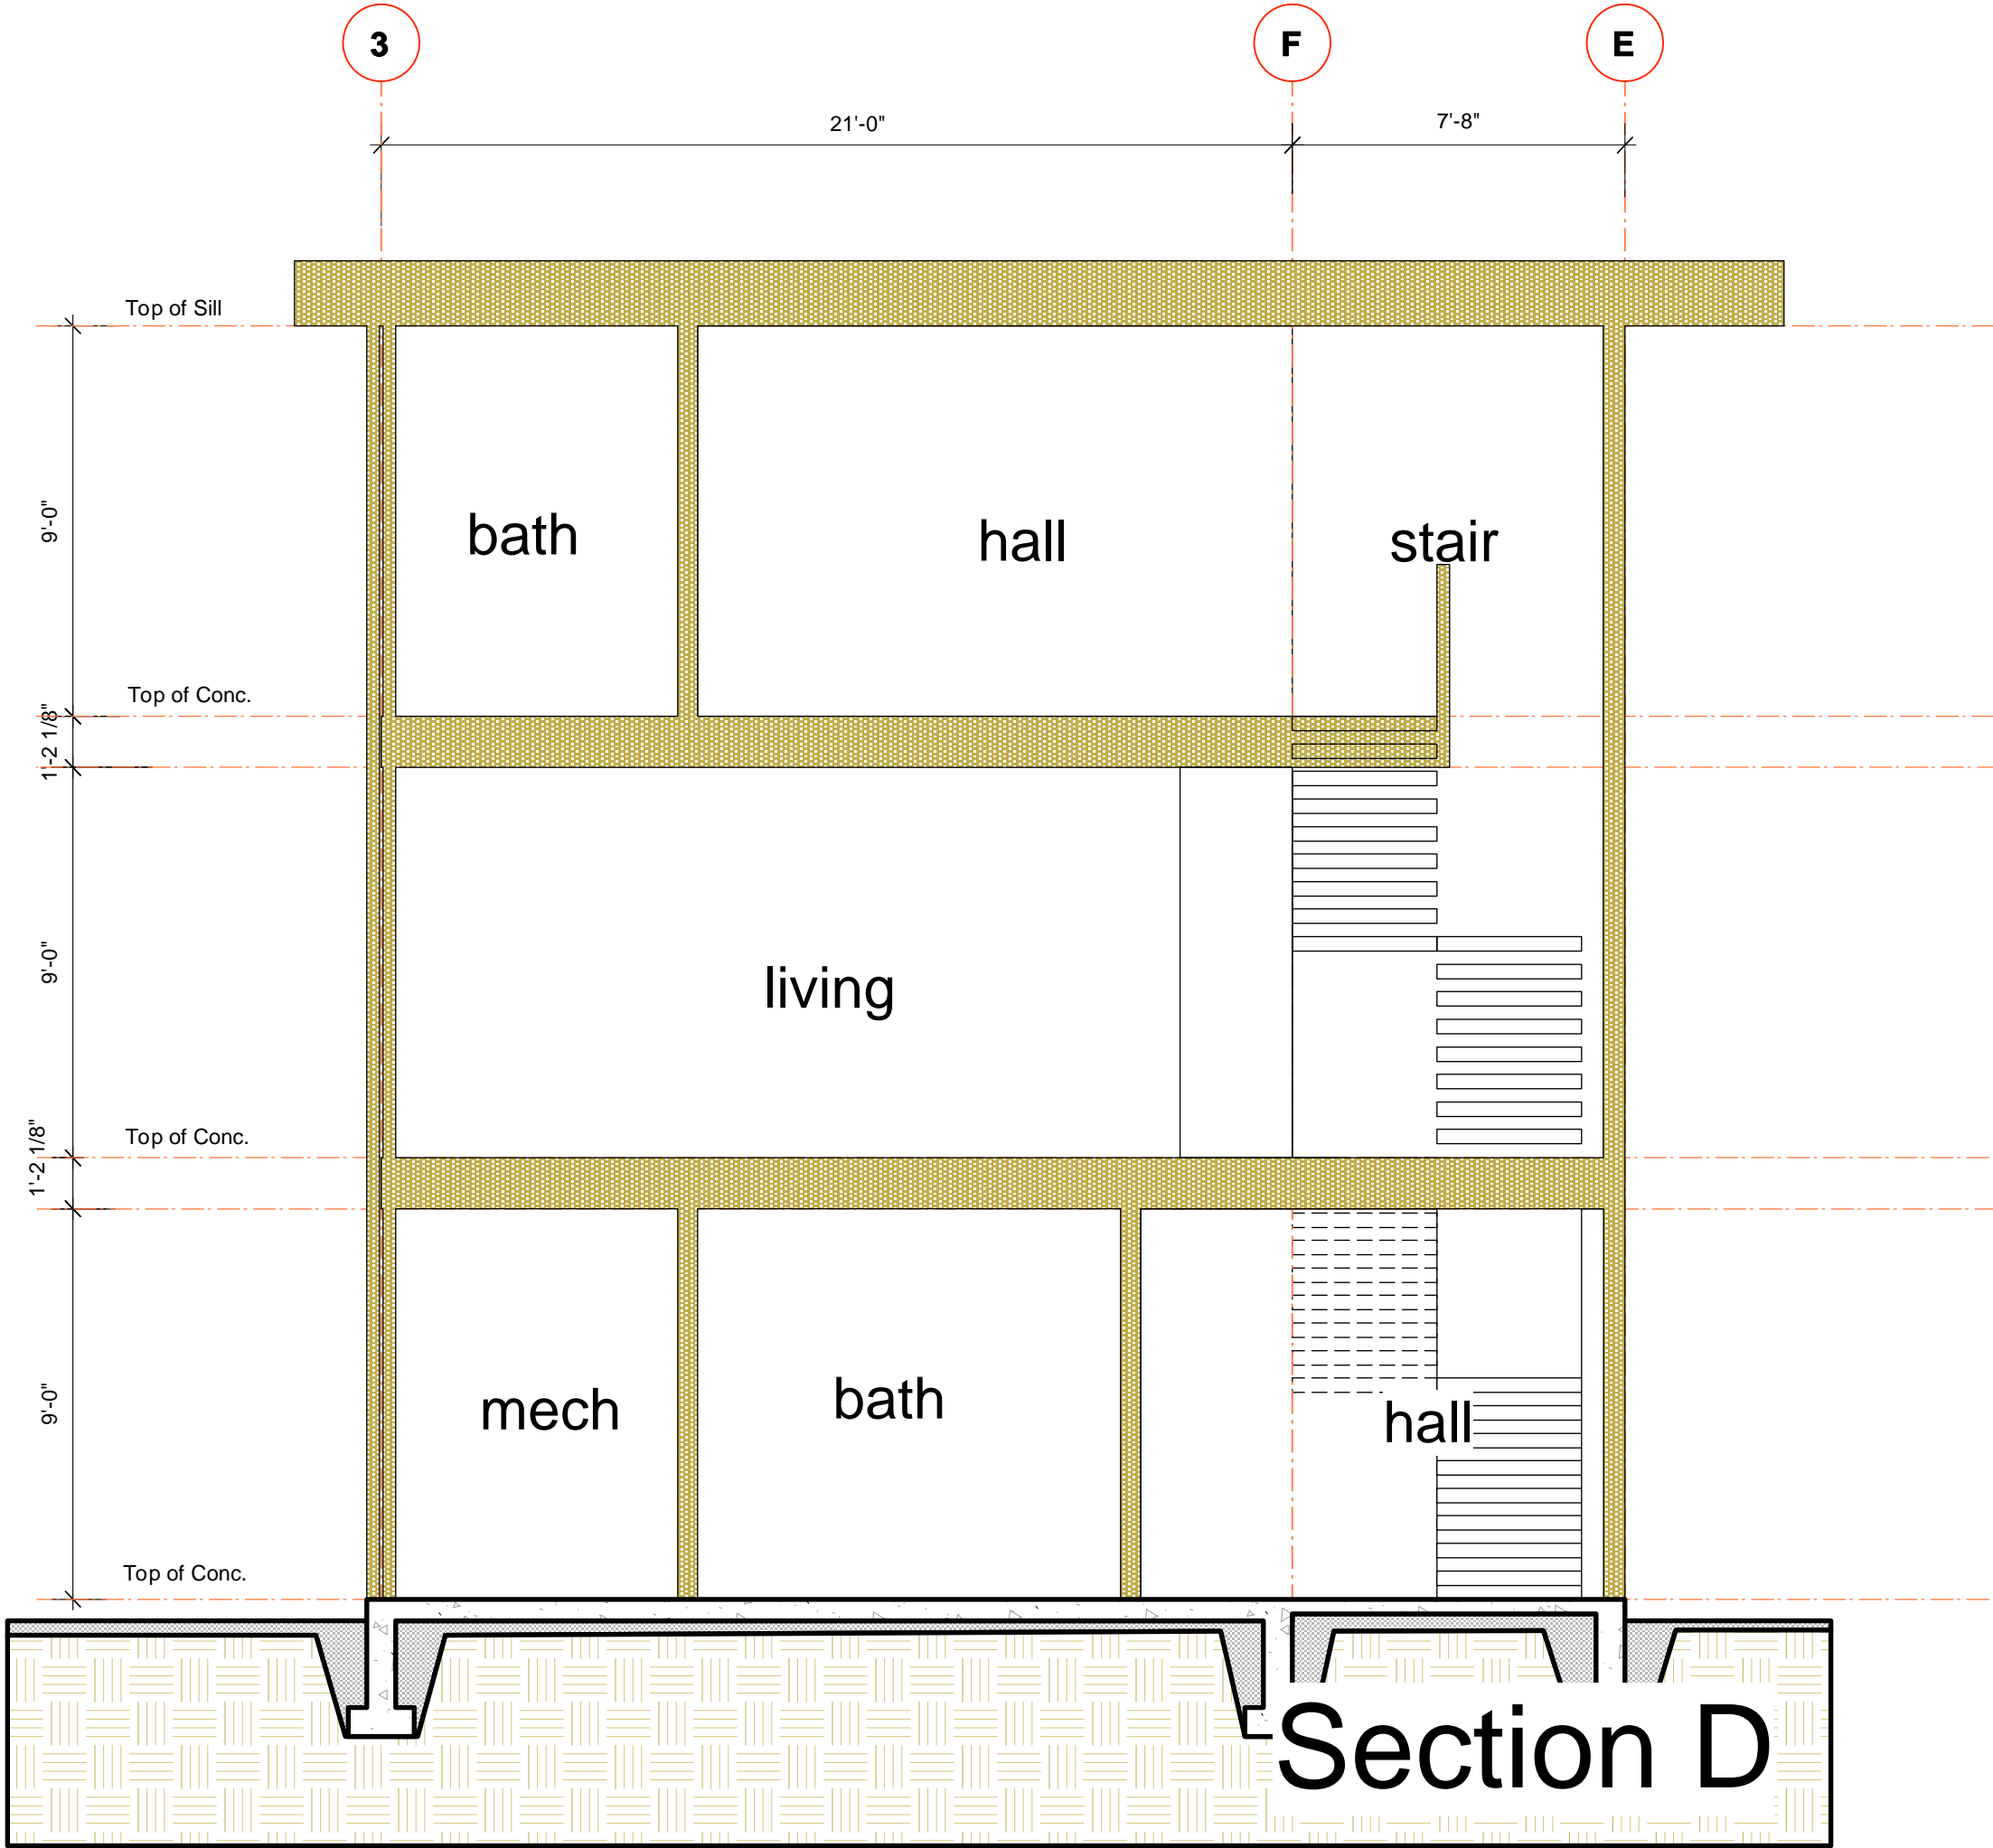 3
F
E
21'-0"
7'-8"
Top of Sill
9'-0"
bath
hall
stair
Top of Conc.
1'-2 1/8"
9'-0"
living
Top of Conc.
1'-2 1/8"
9'-0"
mech
bath
hall
Top of Conc.
Section D